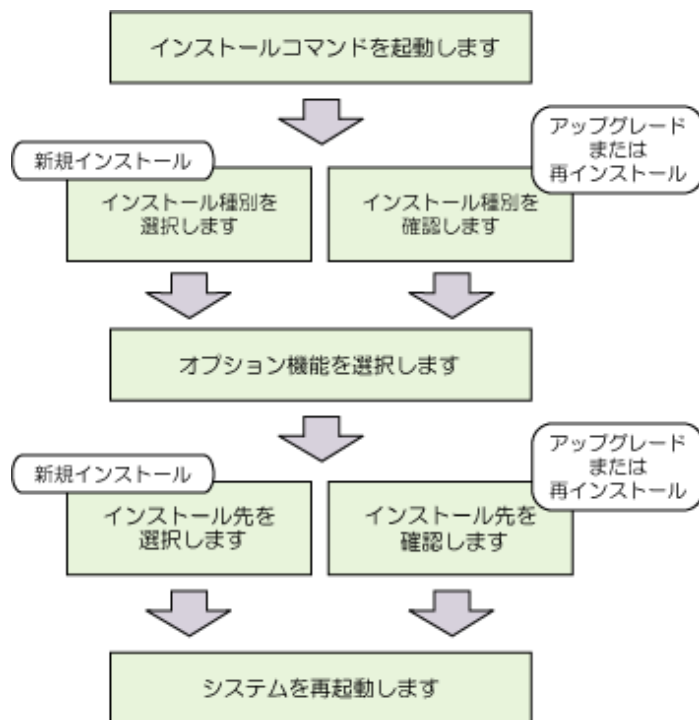 インストールコマンドを起動します
新規インストール
インストール種別を
選択します
アップグレード
または
再インストール
インストール種別を
確認します
オプション機能を選択します
新規インストール
インストール先を
選択します
アップグレード
または
再インストール
インストール先を
確認します
システムを再起動します